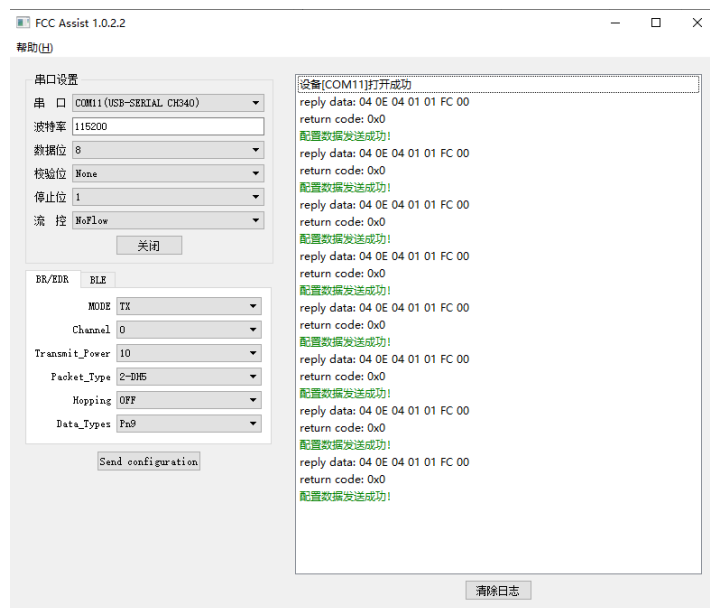 FCC Assist 1.0.2.2
帮助(H)
串口设置
串 口 COM11(USB-SERIAL CH340)
波特率 115200
数据位 8
校验位 None
停止位 1
流 控 NoFlow
关闭
BR/EDR BLE
MODE TX
Channel 0
Transmit_Power 10
Packet_Type 2-DH5
Hopping OFF
Data_Types Pn9
Send configuration
设备[COM11]打开成功
reply data: 04 0E 04 01 01 FC 00
return code: 0x0
配置数据发送成功!
reply data: 04 0E 04 01 01 FC 00
return code: 0x0
配置数据发送成功!
reply data: 04 0E 04 01 01 FC 00
return code: 0x0
配置数据发送成功!
reply data: 04 0E 04 01 01 FC 00
return code: 0x0
配置数据发送成功!
reply data: 04 0E 04 01 01 FC 00
return code: 0x0
配置数据发送成功!
reply data: 04 0E 04 01 01 FC 00
return code: 0x0
配置数据发送成功!
reply data: 04 0E 04 01 01 FC 00
return code: 0x0
配置数据发送成功!
reply data: 04 0E 04 01 01 FC 00
return code: 0x0
配置数据发送成功!
清除日志